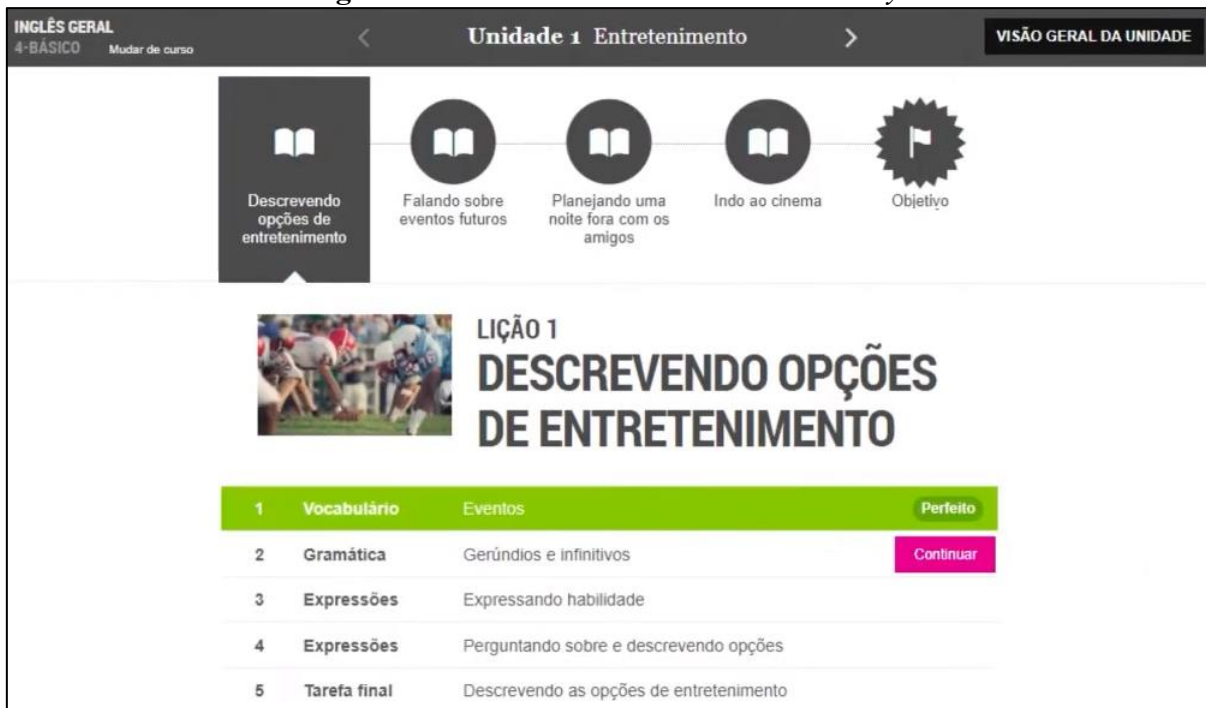 INGLÊS GERAL
4-BÁSICO Mudar de curso
Unidade 1 Entretenimento
VISÃO GERAL DA UNIDADE
Descrevendo
opções de
entretenimento
Falando sobre
eventos futuros
Planejando uma
noite fora com os
amigos
Indo ao cinema
Objetivo
LIÇÃO 1
DESCREVENDO OPÇÕES
DE ENTRETENIMENTO
1 Vocabulário Eventos Perfeito
2 Gramática Gerúndios e infinitivos Continuar
3 Expressões Expressando habilidade
4 Expressões Perguntando sobre e descrevendo opções
5 Tarefa final Descrevendo as opções de entretenimento